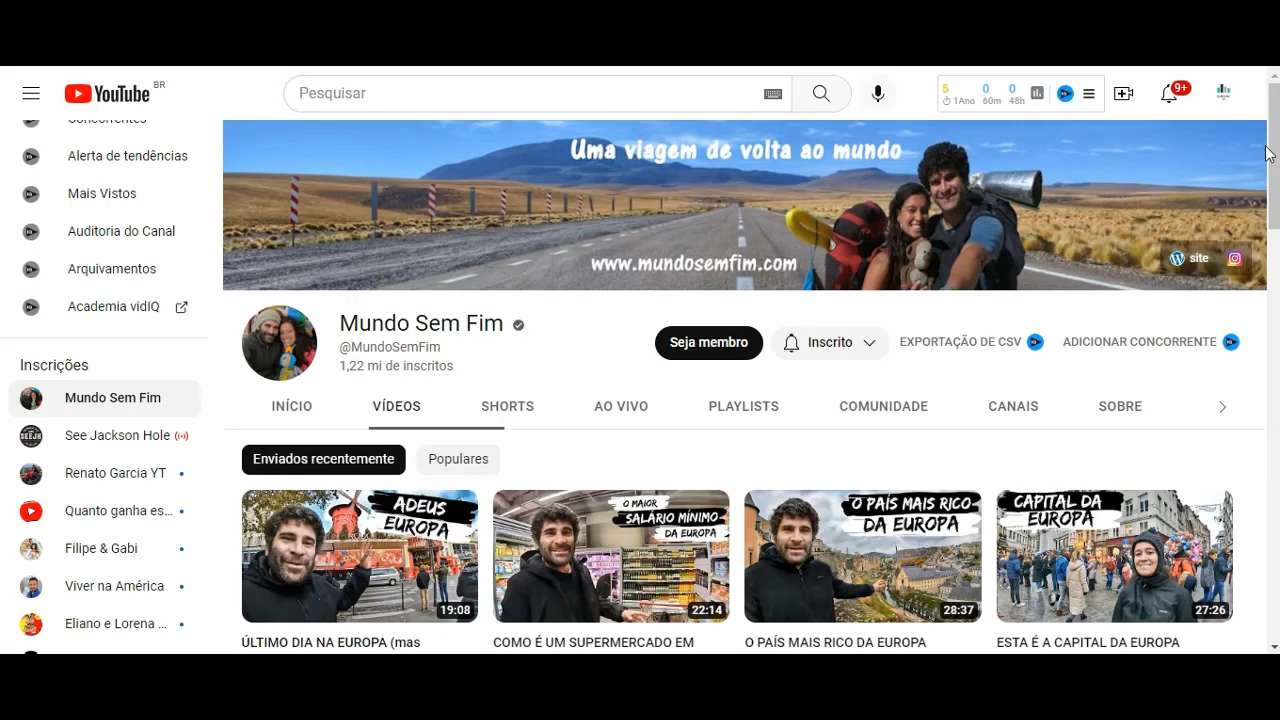 YouTube BR
Pesquisar
5 0 0
1Ano 60m 48h
9+
Concorrentes
Alerta de tendências
Mais Vistos
Auditoria do Canal
Arquivamentos
Academia vidIQ
Inscrições
Mundo Sem Fim
See Jackson Hole
Renato Garcia YT
Quanto ganha es...
Filipe & Gabi
Viver na América
Eliano e Lorena ...
Uma viagem de volta ao mundo
www.mundosemfim.com
site
Mundo Sem Fim
@MundoSemFim
1,22 mi de inscritos
Seja membro
Inscrito
EXPORTAÇÃO DE CSV
ADICIONAR CONCORRENTE
INÍCIO VÍDEOS SHORTS AO VIVO PLAYLISTS COMUNIDADE CANAIS SOBRE
Enviados recentemente Populares
ADEUS
EUROPA
19:08
O MAIOR
SALÁRIO MÍNIMO
DA EUROPA
22:14
O PAÍS MAIS RICO
DA EUROPA
28:37
CAPITAL DA
EUROPA
27:26
ÚLTIMO DIA NA EUROPA (mas
COMO É UM SUPERMERCADO EM
O PAÍS MAIS RICO DA EUROPA
ESTA É A CAPITAL DA EUROPA